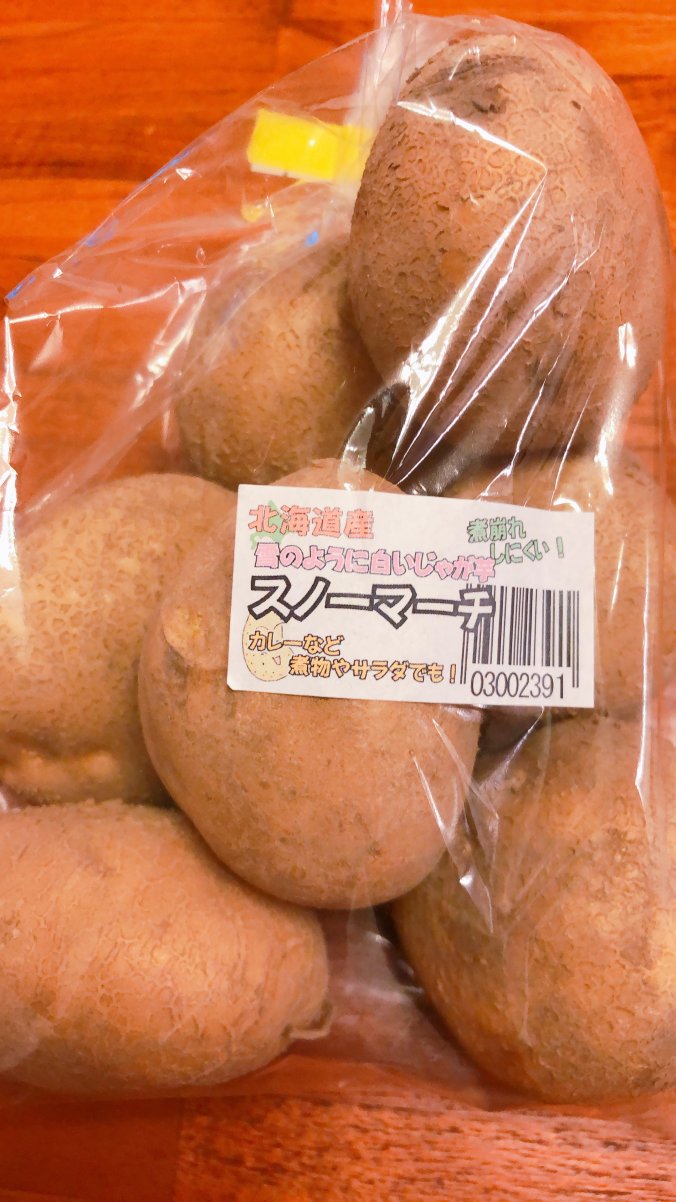 北海道産
煮崩れ
しにくい!
雪のように白いじゃが芋
スノーマーチ
カレーなど
煮物やサラダでも!
03002391